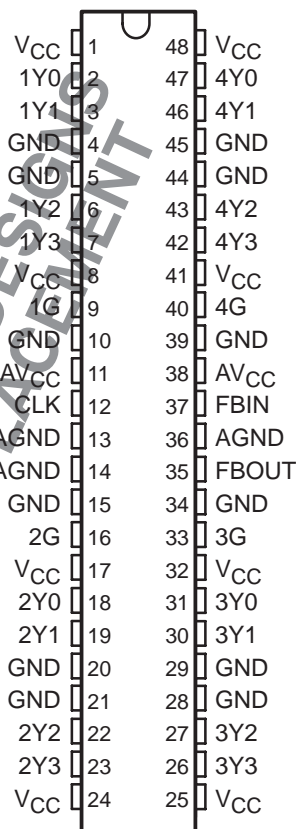 VCC 1 48 VCC
1Y0 2 47 4Y0
1Y1 3 46 4Y1
GND 4 45 GND
GND 5 44 GND
1Y2 6 43 4Y2
1Y3 7 42 4Y3
VCC 8 41 VCC
1G 9 40 4G
GND 10 39 GND
AVCC 11 38 AVCC
CLK 12 37 FBIN
AGND 13 36 AGND
AGND 14 35 FBOUT
GND 15 34 GND
2G 16 33 3G
VCC 17 32 VCC
2Y0 18 31 3Y0
2Y1 19 30 3Y1
GND 20 29 GND
GND 21 28 GND
2Y2 22 27 3Y2
2Y3 23 26 3Y3
VCC 24 25 VCC